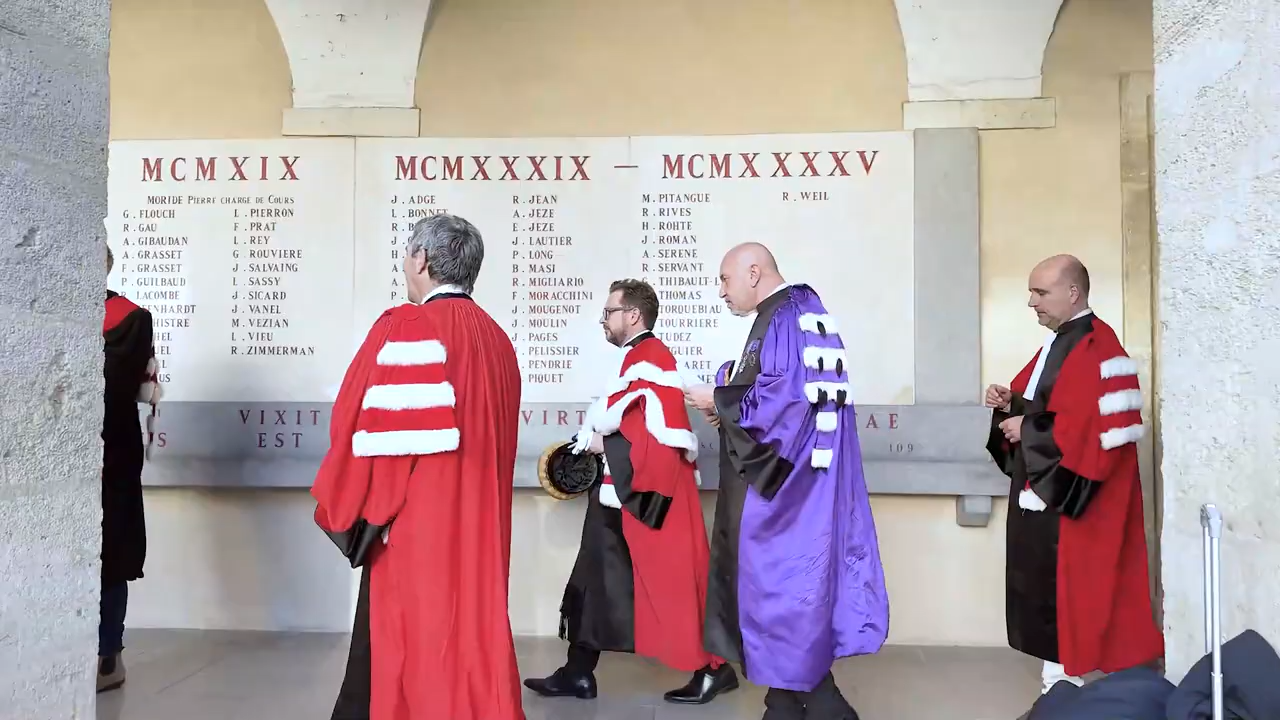 MCMXIX
MORIDE PIERRE CHARGÉ DE COURS
G. FLOUCH
R. GAU
A. GIBAUDAN
A. GRASSET
F. GRASSET
P. GUILBAUD
LACOMBE
L. PIERRON
F. PRAT
L. REY
G. ROUVIERE
J. SALVAING
L. SASSY
J. SICARD
J. VANEL
M. VEZIAN
L. VIEU
R. ZIMMERMAN
MCMXXXIX — MCMXXXXV
J. ADGE
L. BONNET
R. JEAN
A. JEZE
E. JEZE
J. LAUTIER
P. LONG
B. MASI
R. MIGLIARIO
F. MORACCHINI
J. MOUGENOT
J. MOULIN
J. PAGES
. PELISSIER
. PENDRIE
PIQUET
M. PITANGUE
R. RIVES
H. ROHTE
J. ROMAN
A. SERENE
R. SERVANT
THIBAULT
THOMAS
TOURRIERE
R. WEIL
VIXIT
EST
109